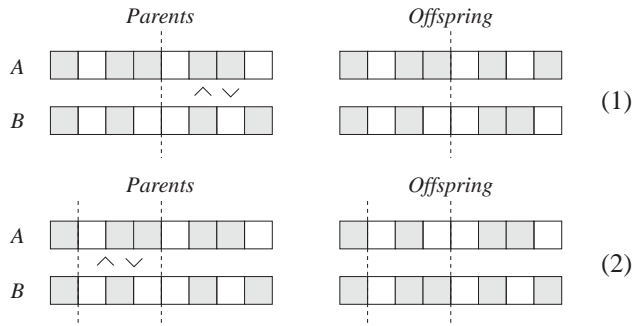 Parents Offspring
A
(1)
B
Parents Offspring
A
(2)
B